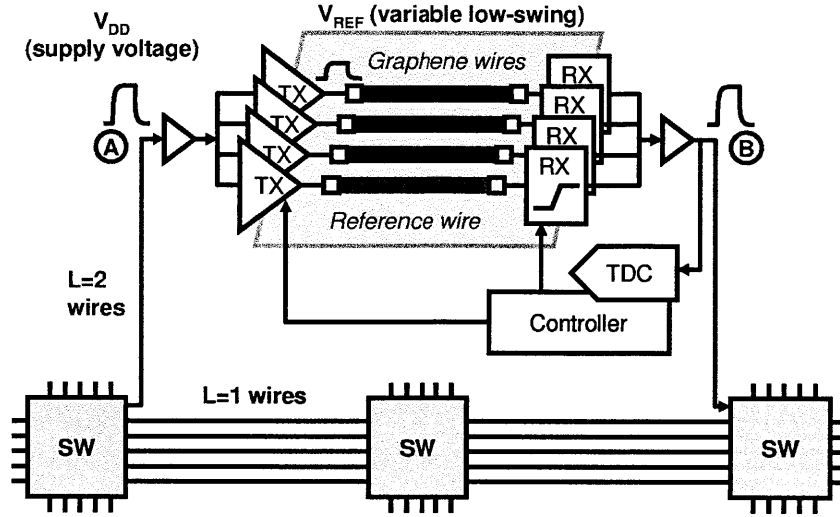 V_DD
(supply voltage)
V_REF (variable low-swing)
Graphene wires
TX
TX
TX
TX
RX
RX
RX
RX
A
B
Reference wire
L=2
wires
TDC
Controller
L=1 wires
SW
SW
SW